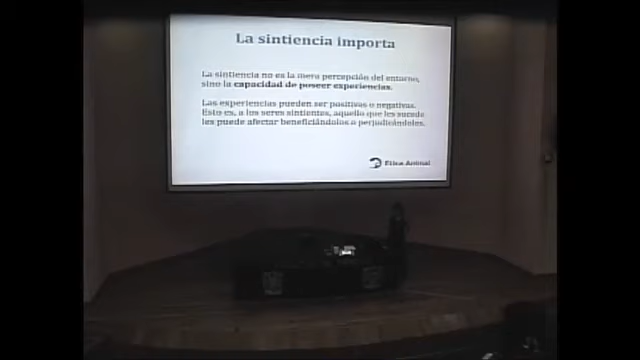 La sintiencia importa
La sintiencia no es la mera percepción del entorno,
sino la capacidad de poseer experiencias.
Las experiencias pueden ser positivas o negativas.
Esto es, a los seres sintientes, aquello que les sucede
les puede afectar beneficiándolos o perjudicándoles.
Ética Animal